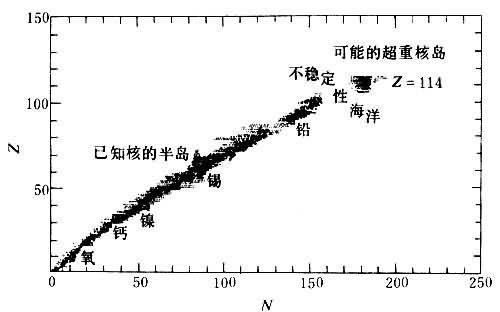 150
可能的超重核岛
不稳定性海洋
Z=114
100
铅
Z
已知核的半岛
锡
50
钙
镍
氧
0
50
100
150
200
250
N